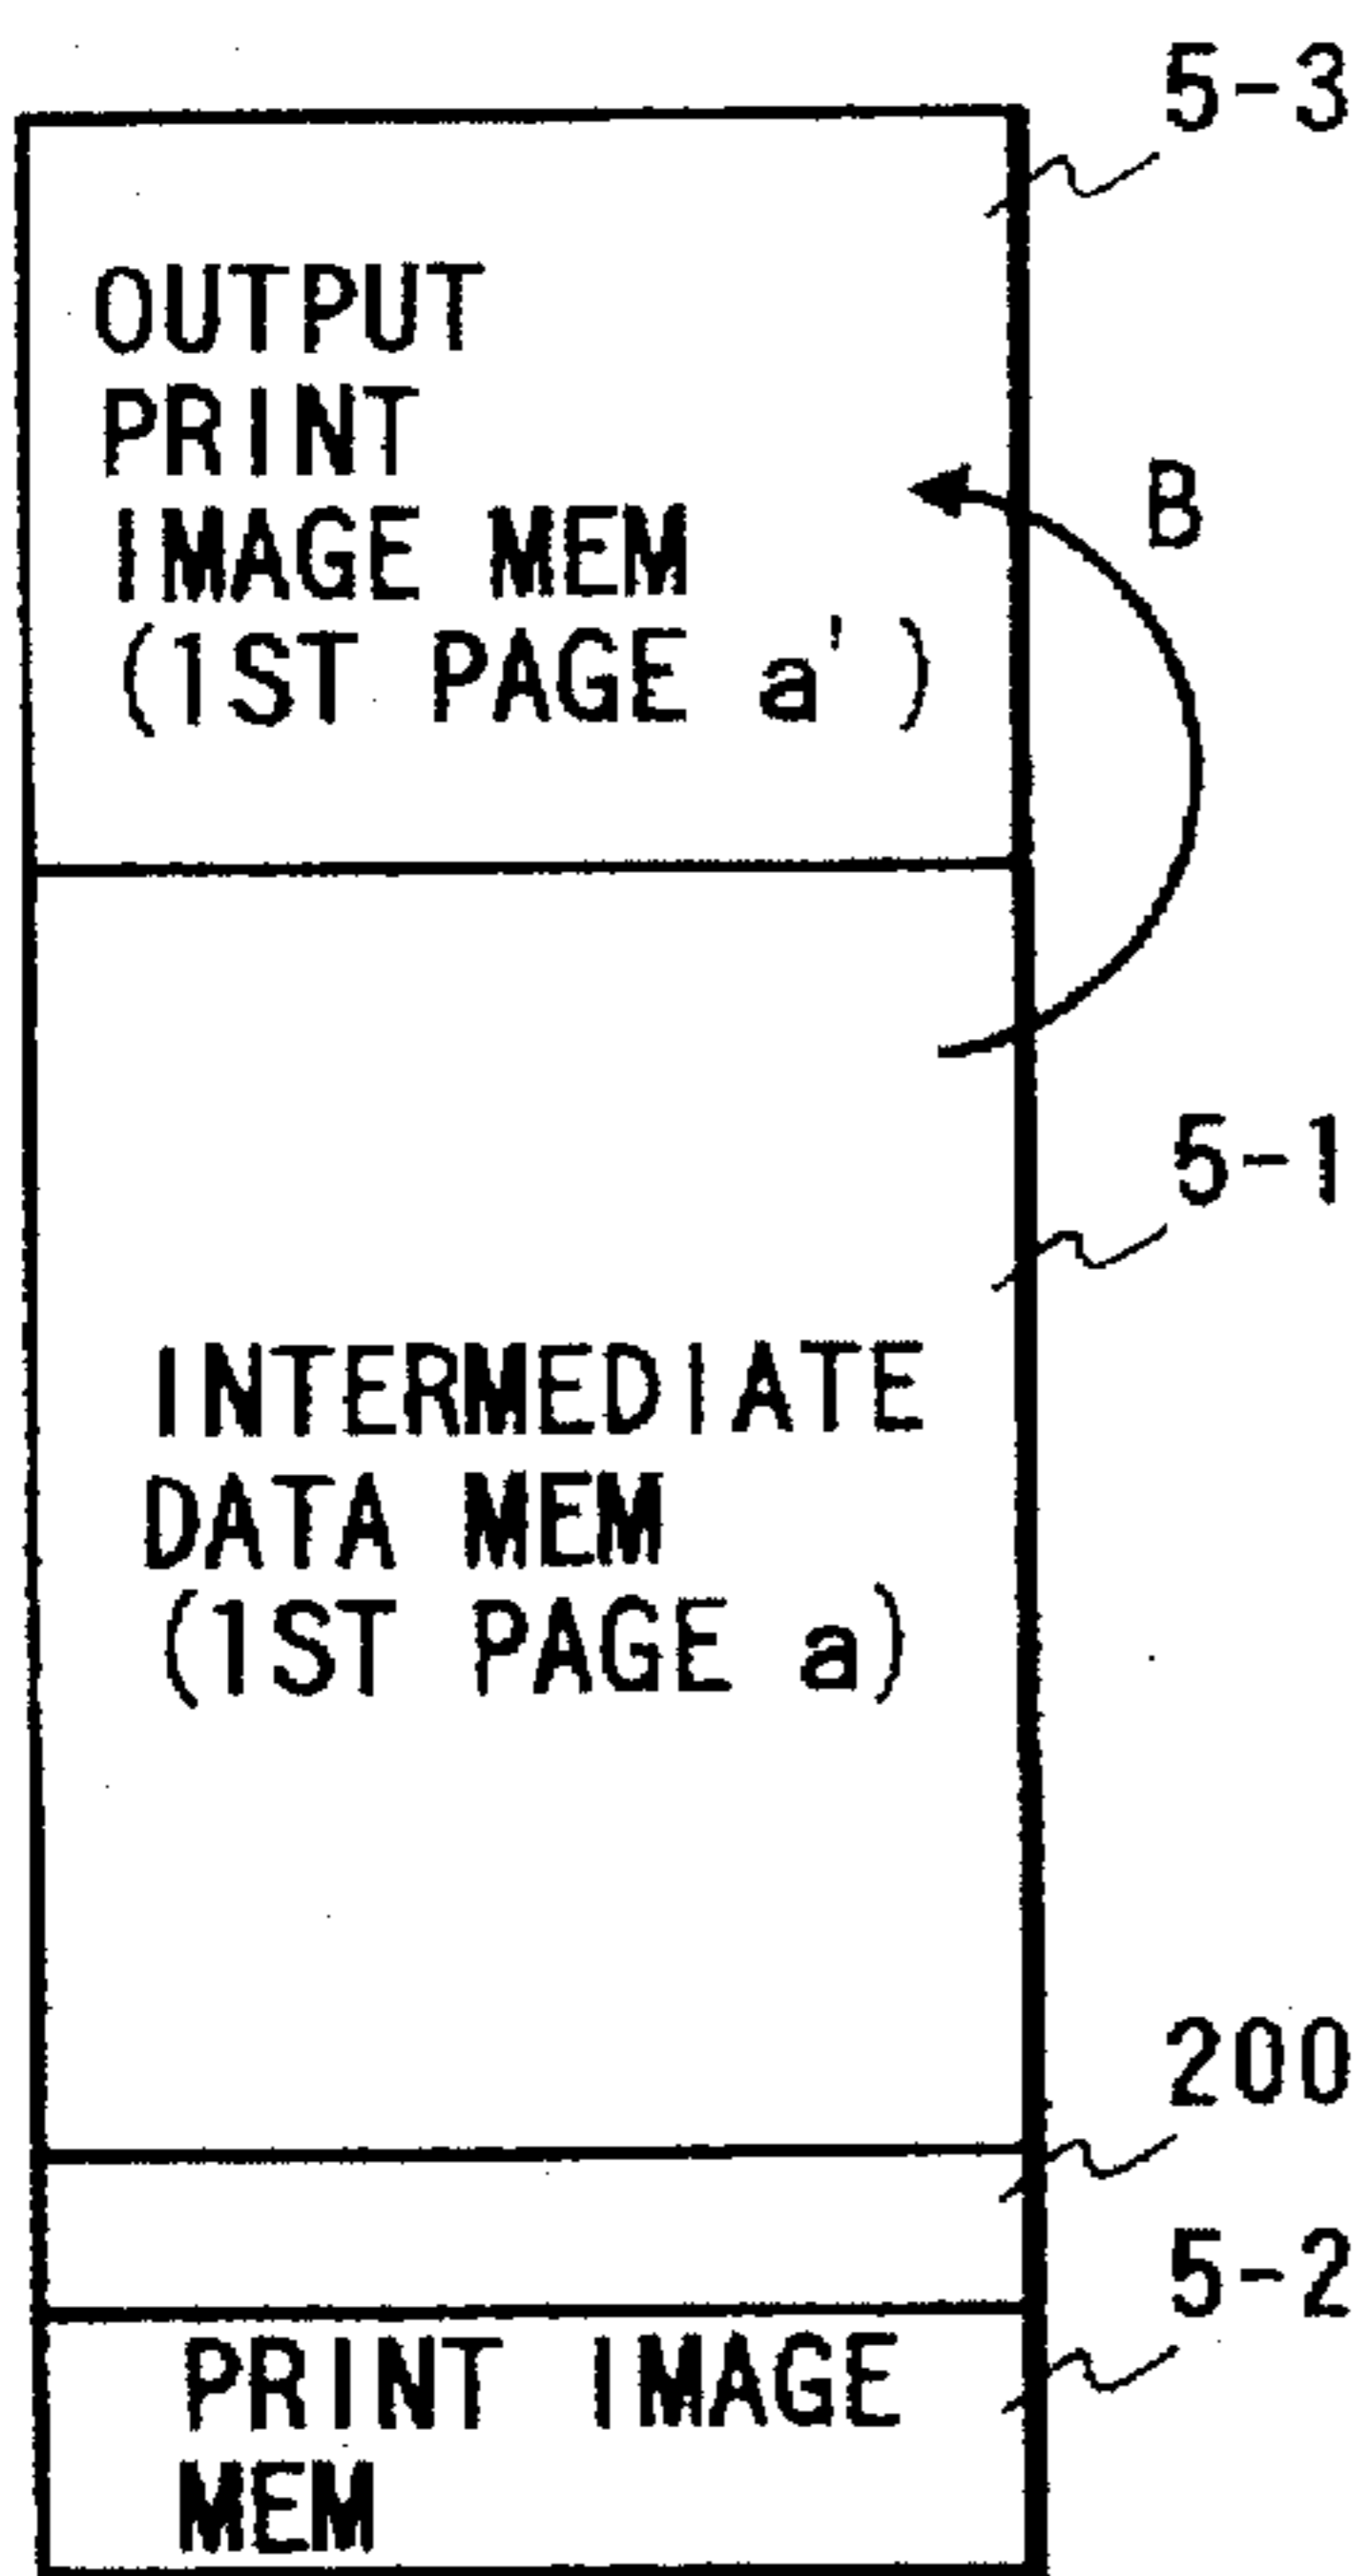 5-3
OUTPUT
PRINT
IMAGE MEM
(1ST PAGE a')
B
5-1
INTERMEDIATE
DATA MEM
(1ST PAGE a)
200
5-2
PRINT IMAGE
MEM